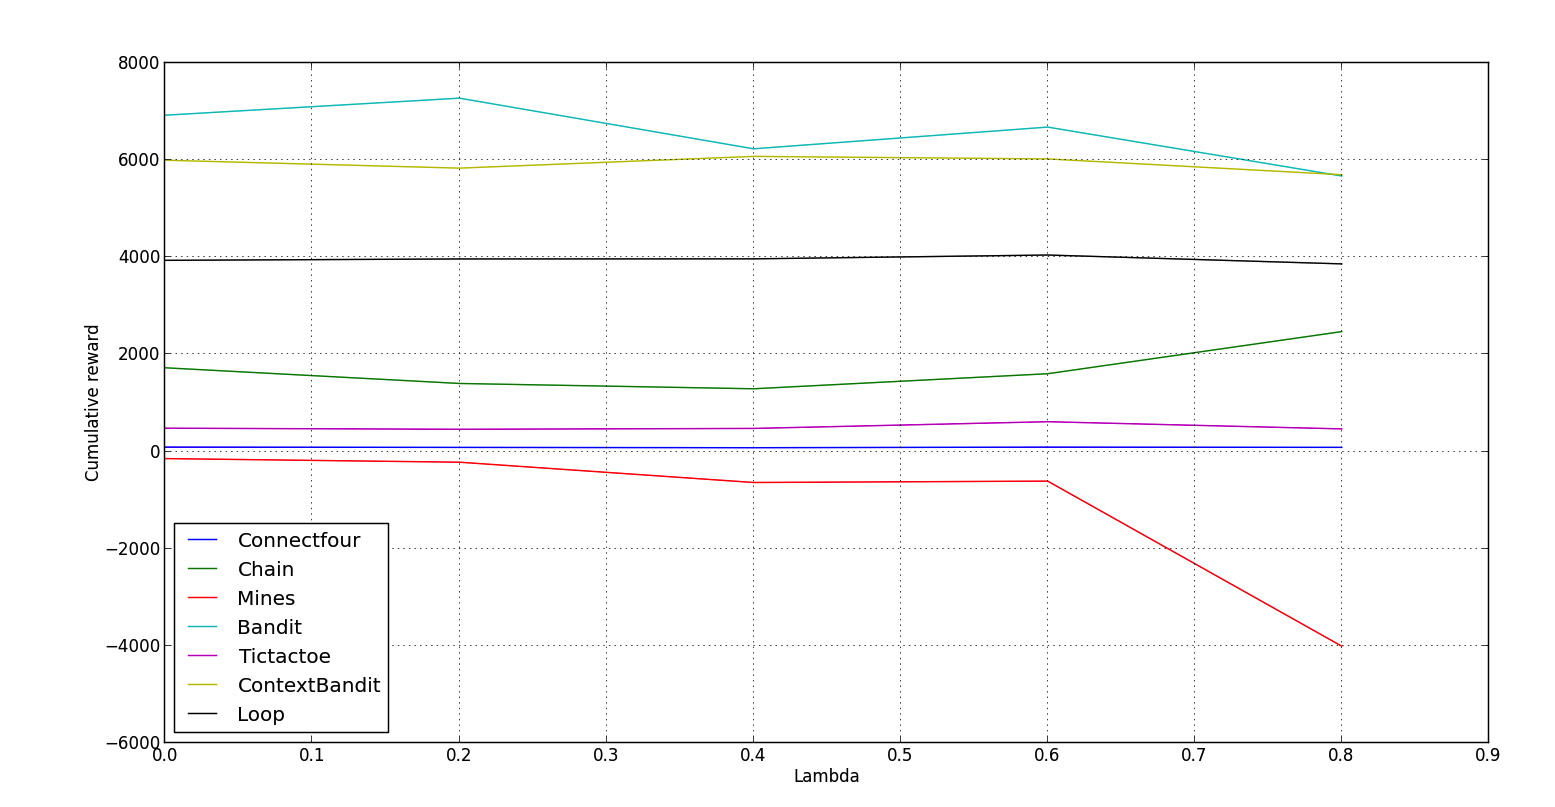 8000
6000
4000
2000
0
−2000
−4000
−6000
Cumulative reward
Connectfour
Chain
Mines
Bandit
Tictactoe
ContextBandit
Loop
0.0 0.1 0.2 0.3 0.4 0.5 0.6 0.7 0.8 0.9
Lambda